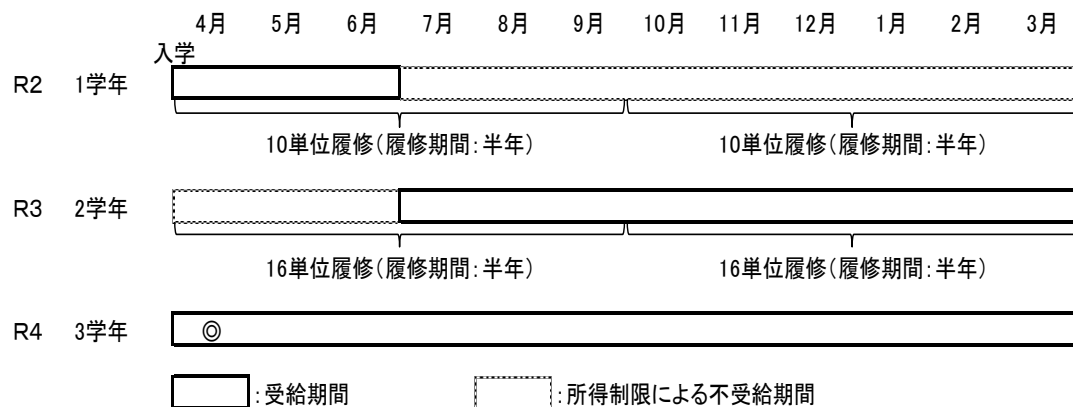 4月 5月 6月 7月 8月 9月 10月 11月 12月 1月 2月 3月
入学
R2 1学年
10単位履修(履修期間:半年) 10単位履修(履修期間:半年)
R3 2学年
16単位履修(履修期間:半年) 16単位履修(履修期間:半年)
R4 3学年 ◎
:受給期間 :所得制限による不受給期間